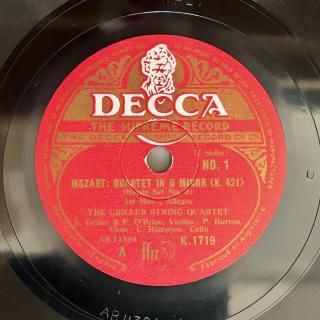 DECCA
THE SUPREME RECORD
NO. 1
MOZART: QUARTET IN D MINOR (K. 421)
1st Mov.: Allegro
THE GRILLER STRING QUARTET
S. Griller & P. O'Brien, Violins; P. Burton,
Viola; C. Hampton, Cello
A
ffrr
K.1719